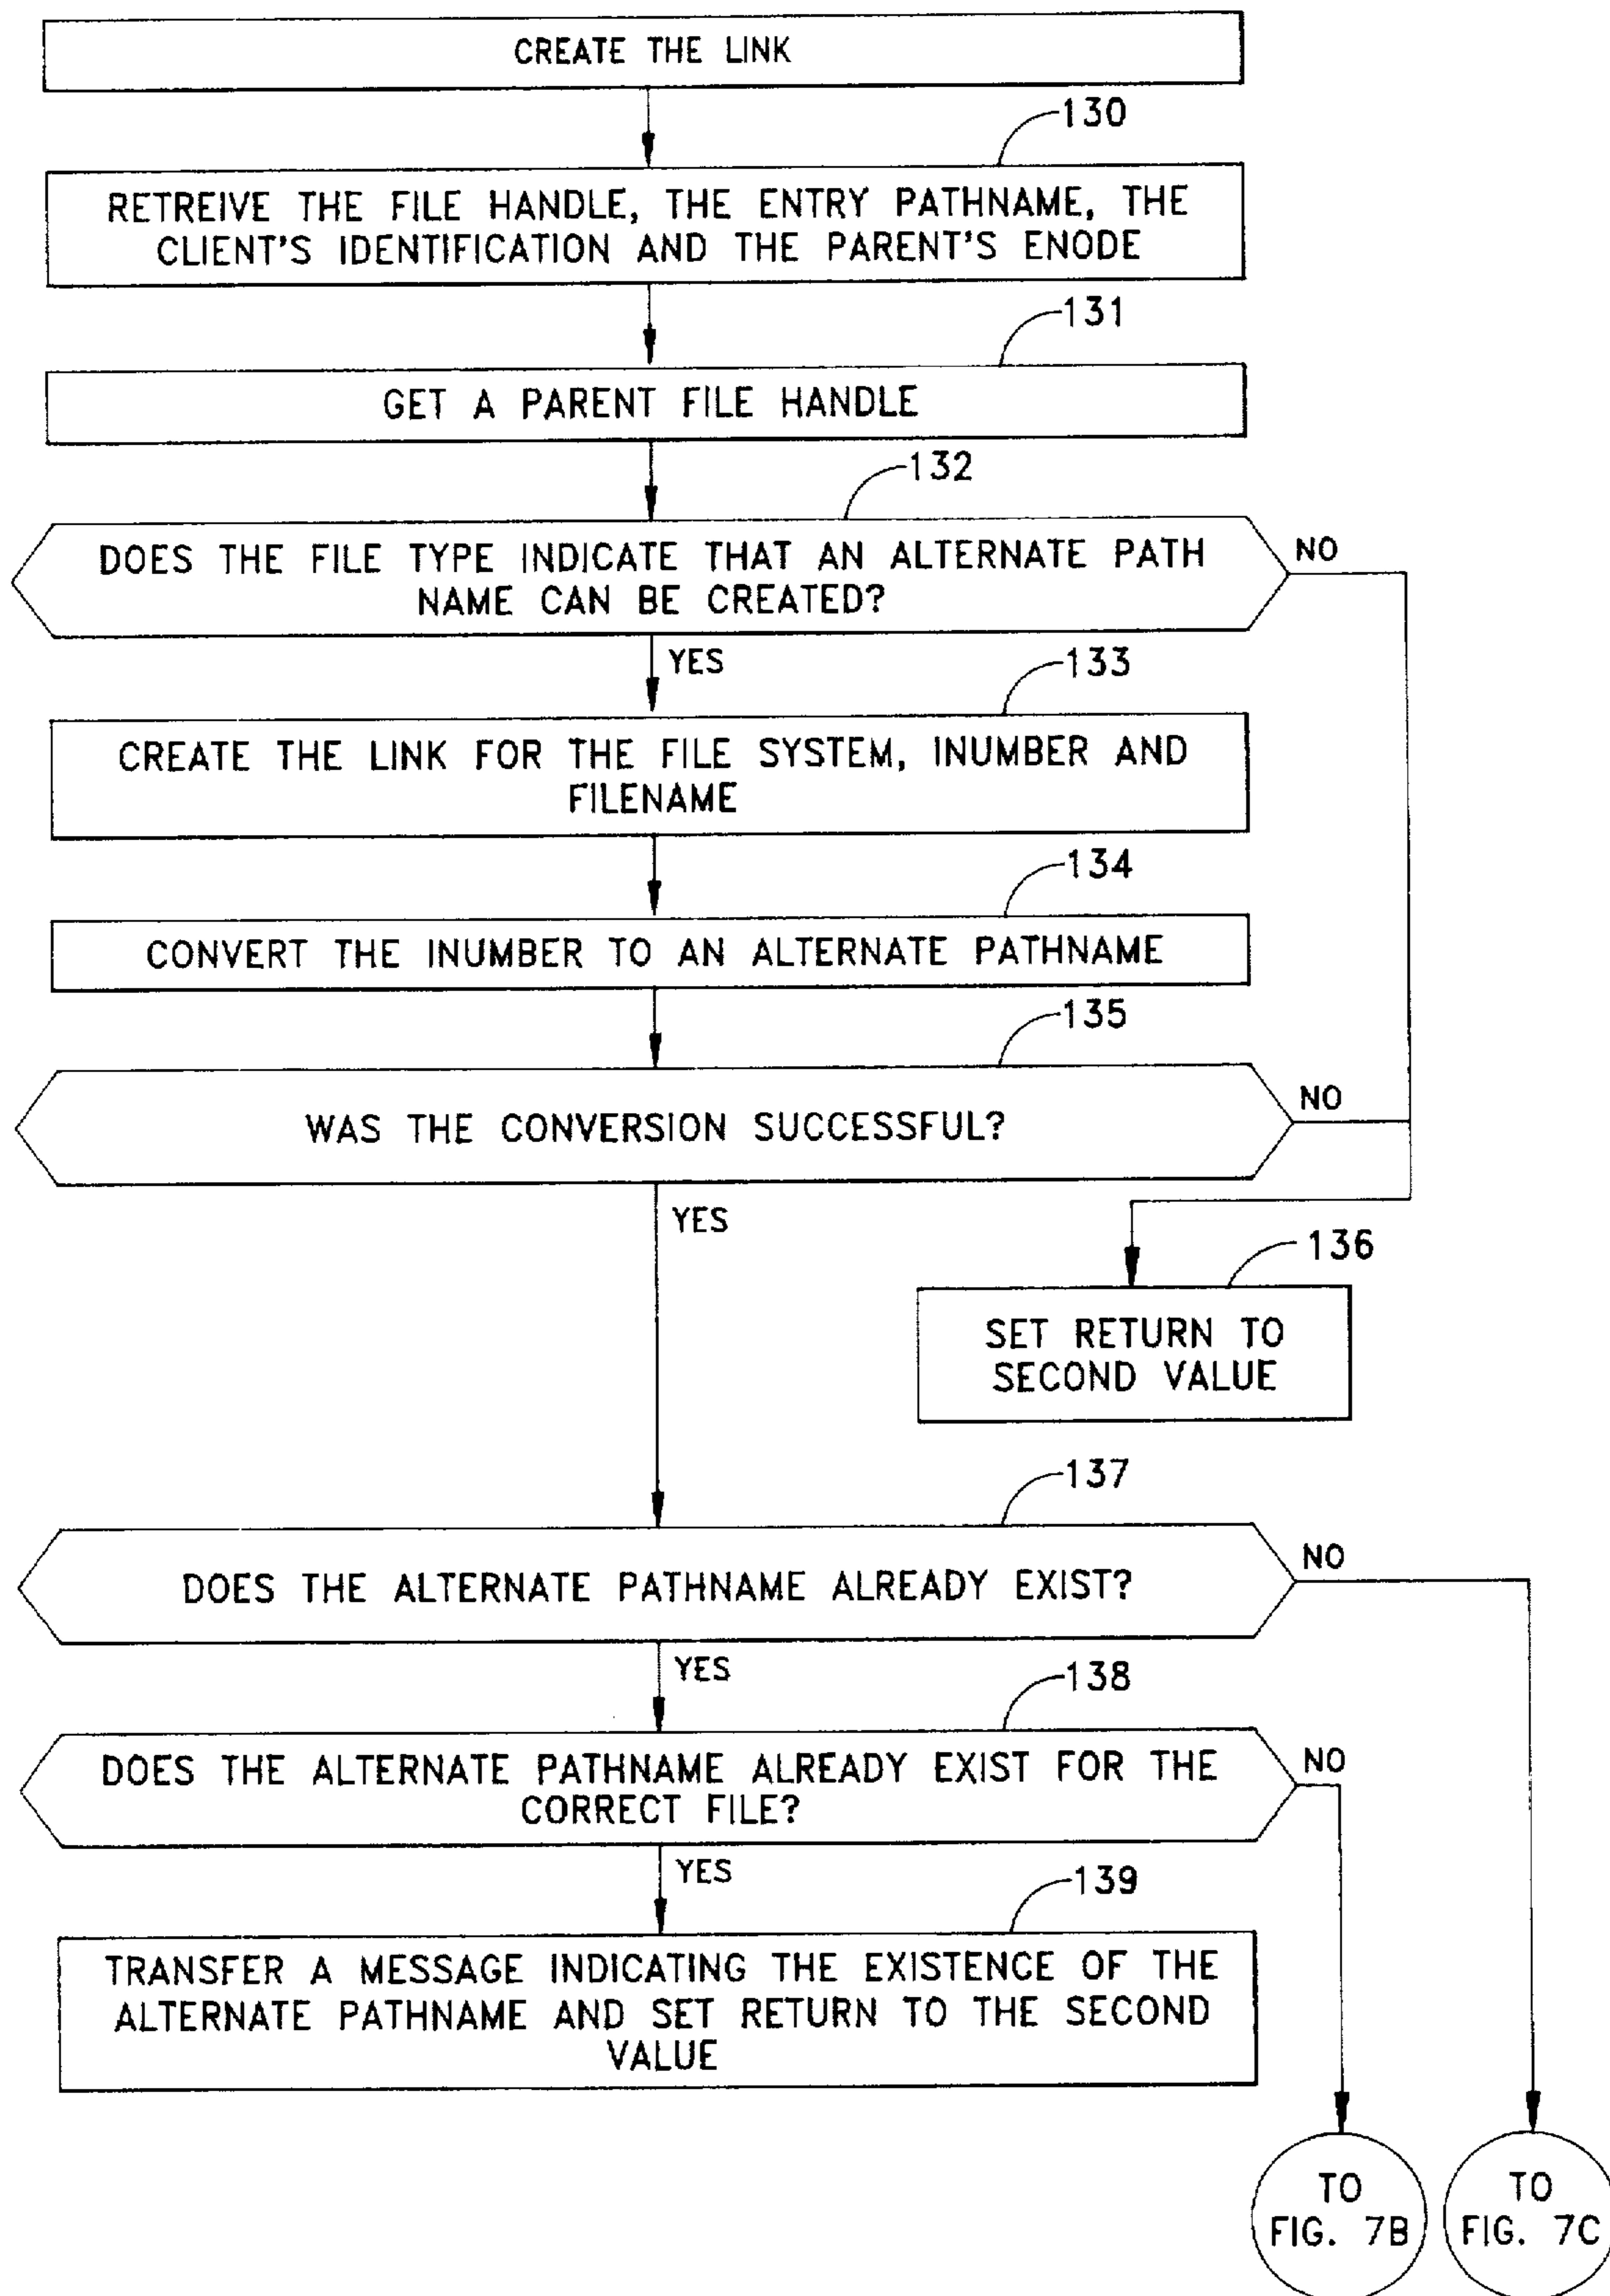 CREATE THE LINK
130
RETREIVE THE FILE HANDLE, THE ENTRY PATHNAME, THE
CLIENT'S IDENTIFICATION AND THE PARENT'S ENODE
131
GET A PARENT FILE HANDLE
132
DOES THE FILE TYPE INDICATE THAT AN ALTERNATE PATH
NAME CAN BE CREATED?
NO
YES
133
CREATE THE LINK FOR THE FILE SYSTEM, INUMBER AND
FILENAME
134
CONVERT THE INUMBER TO AN ALTERNATE PATHNAME
135
WAS THE CONVERSION SUCCESSFUL?
NO
YES
136
SET RETURN TO
SECOND VALUE
137
DOES THE ALTERNATE PATHNAME ALREADY EXIST?
NO
YES
138
DOES THE ALTERNATE PATHNAME ALREADY EXIST FOR THE
CORRECT FILE?
NO
YES
139
TRANSFER A MESSAGE INDICATING THE EXISTENCE OF THE
ALTERNATE PATHNAME AND SET RETURN TO THE SECOND
VALUE
TO
FIG. 7B
TO
FIG. 7C